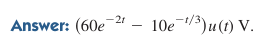 Answer: (60e⁻²ᵗ − 10e⁻ᵗ/³)u(t) V.